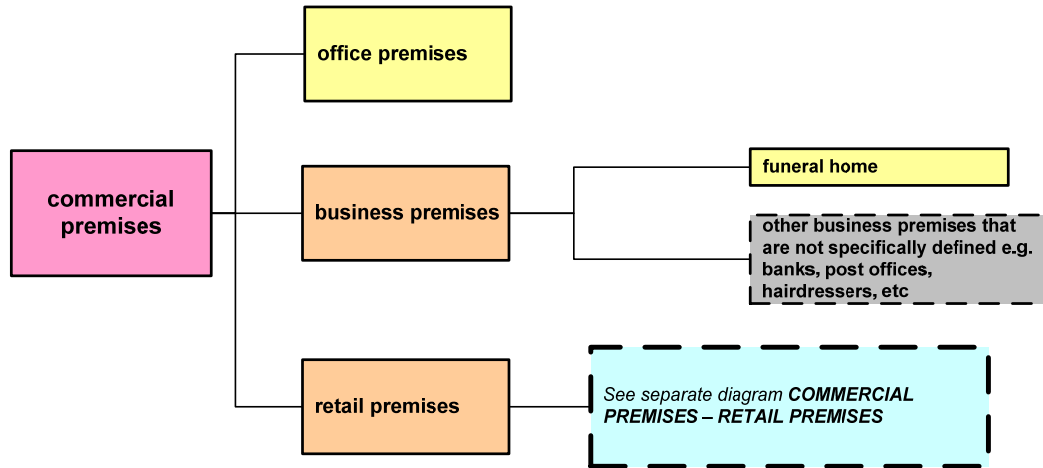 office premises
commercial
premises
business premises
funeral home
other business premises that
are not specifically defined e.g.
banks, post offices,
hairdressers, etc
retail premises
See separate diagram COMMERCIAL
PREMISES – RETAIL PREMISES